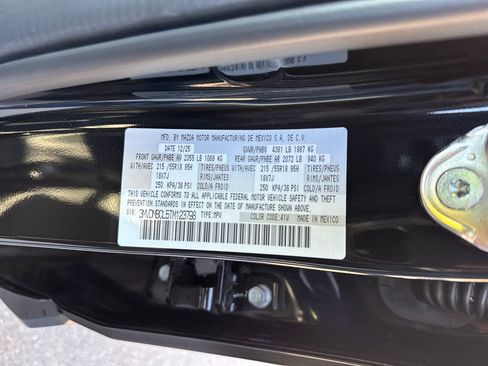 MFD. BY MAZDA MOTOR MANUFACTURING DE MEXICO S.A. DE C.V.
DATE 12/25 GVWR/PNBV 4381 LB 1987 KG
FRONT GAWR/PNBE AV 2355 LB 1068 KG REAR GAWR/PNBE AR 2072 LB 940 KG
WITH/AVEC 215 /55R18 95H TIRES/PNEUS WITH/AVEC 215 /55R18 95H TIRES/PNEUS
18X7J RIMS/JANTES 18X7J RIMS/JANTES
250 KPA/36 PSI COLD/A FROID 250 KPA/36 PSI COLD/A FROID
THIS VEHICLE CONFORMS TO ALL APPLICABLE FEDERAL MOTOR VEHICLE SAFETY AND THEFT
PREVENTION STANDARDS IN EFFECT ON THE DATE OF MANUFACTURE SHOWN ABOVE.
VIN: 3MVDMBCL6TM123798 TYPE: MPV COLOR CODE: 41U MADE IN MEXICO